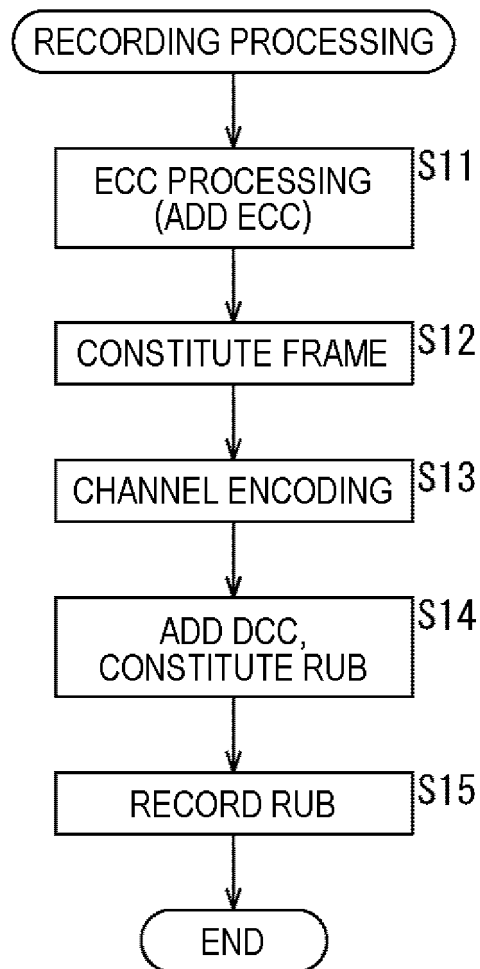 RECORDING PROCESSING
ECC PROCESSING
(ADD ECC)
S11
CONSTITUTE FRAME
S12
CHANNEL ENCODING
S13
ADD DCC,
CONSTITUTE RUB
S14
RECORD RUB
S15
END